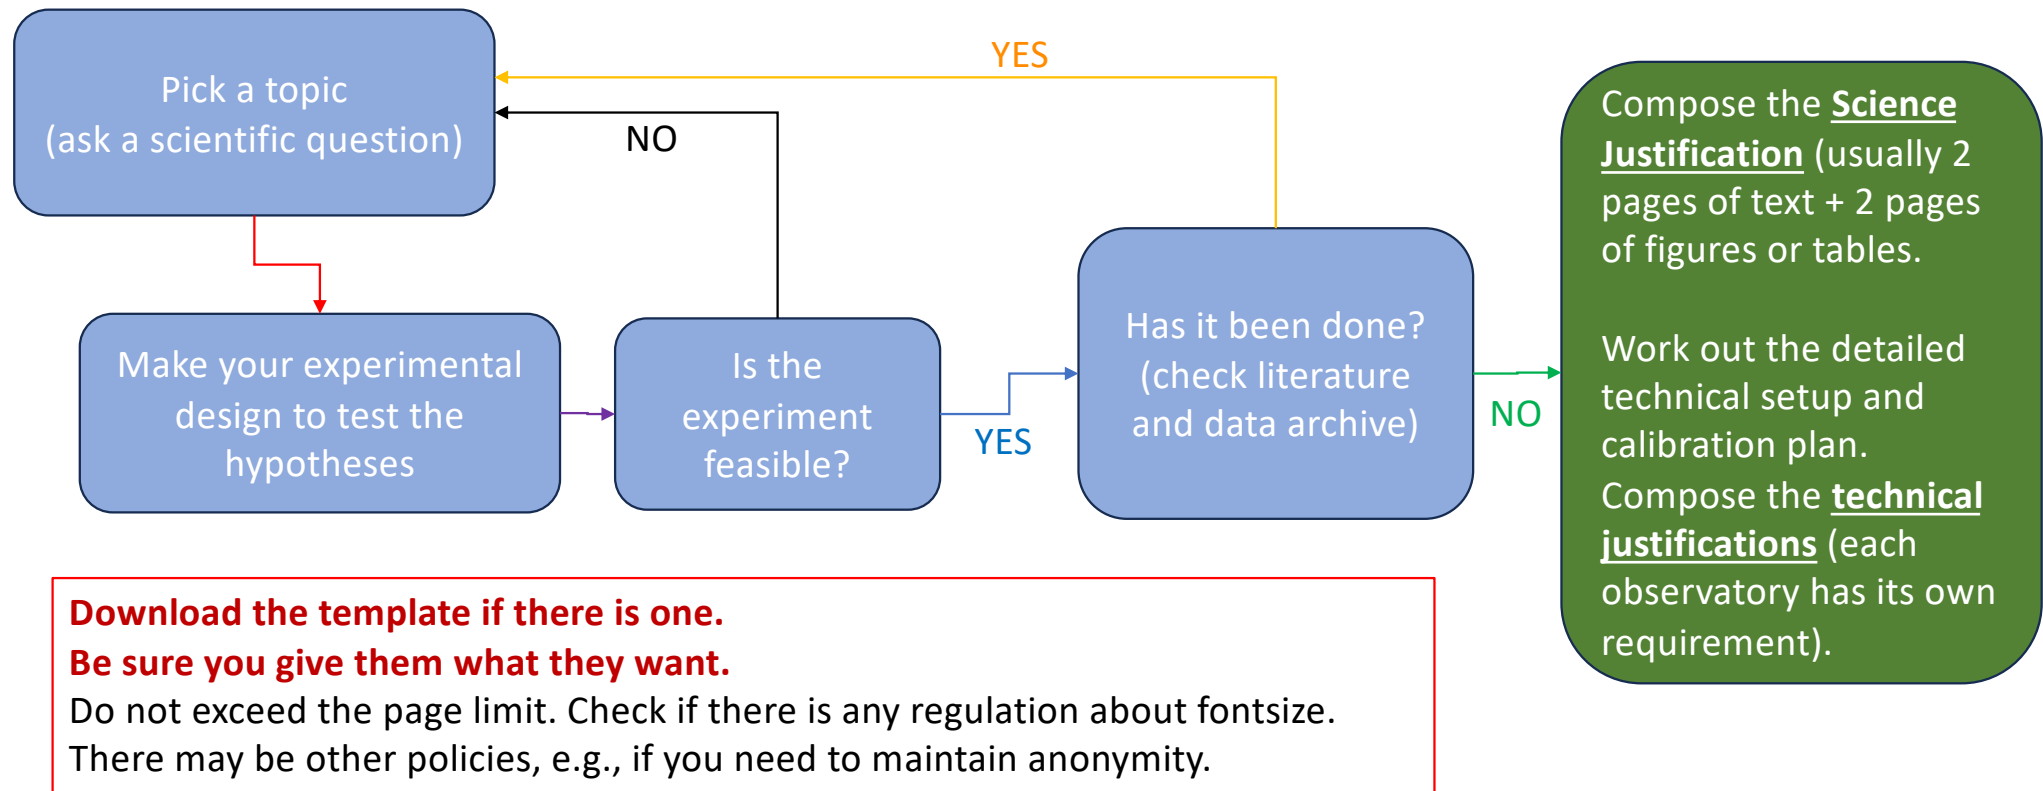 Pick a topic
(ask a scientific question)
YES
NO
Make your experimental
design to test the
hypotheses
Is the
experiment
feasible?
YES
Has it been done?
(check literature
and data archive)
NO
Compose the Science
Justification (usually 2
pages of text + 2 pages
of figures or tables.
Work out the detailed
technical setup and
calibration plan.
Compose the technical
justifications (each
observatory has its own
requirement).
Download the template if there is one.
Be sure you give them what they want.
Do not exceed the page limit. Check if there is any regulation about fontsize.
There may be other policies, e.g., if you need to maintain anonymity.